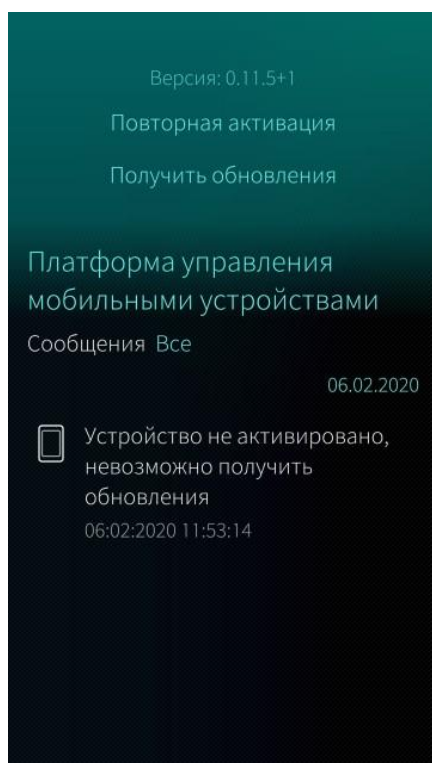 Версия: 0.11.5+1
Повторная активация
Получить обновления
Платформа управления
мобильными устройствами
Сообщения Все
06.02.2020
Устройство не активировано,
невозможно получить
обновления
06:02:2020 11:53:14